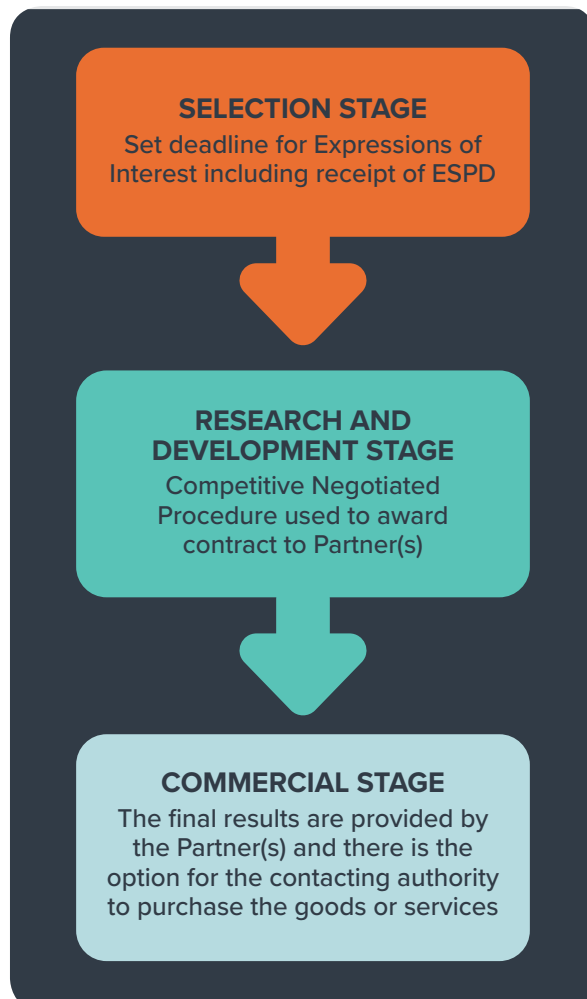 SELECTION STAGE
Set deadline for Expressions of
Interest including receipt of ESPD
RESEARCH AND
DEVELOPMENT STAGE
Competitive Negotiated
Procedure used to award
contract to Partner(s)
COMMERCIAL STAGE
The final results are provided by
the Partner(s) and there is the
option for the contacting authority
to purchase the goods or services